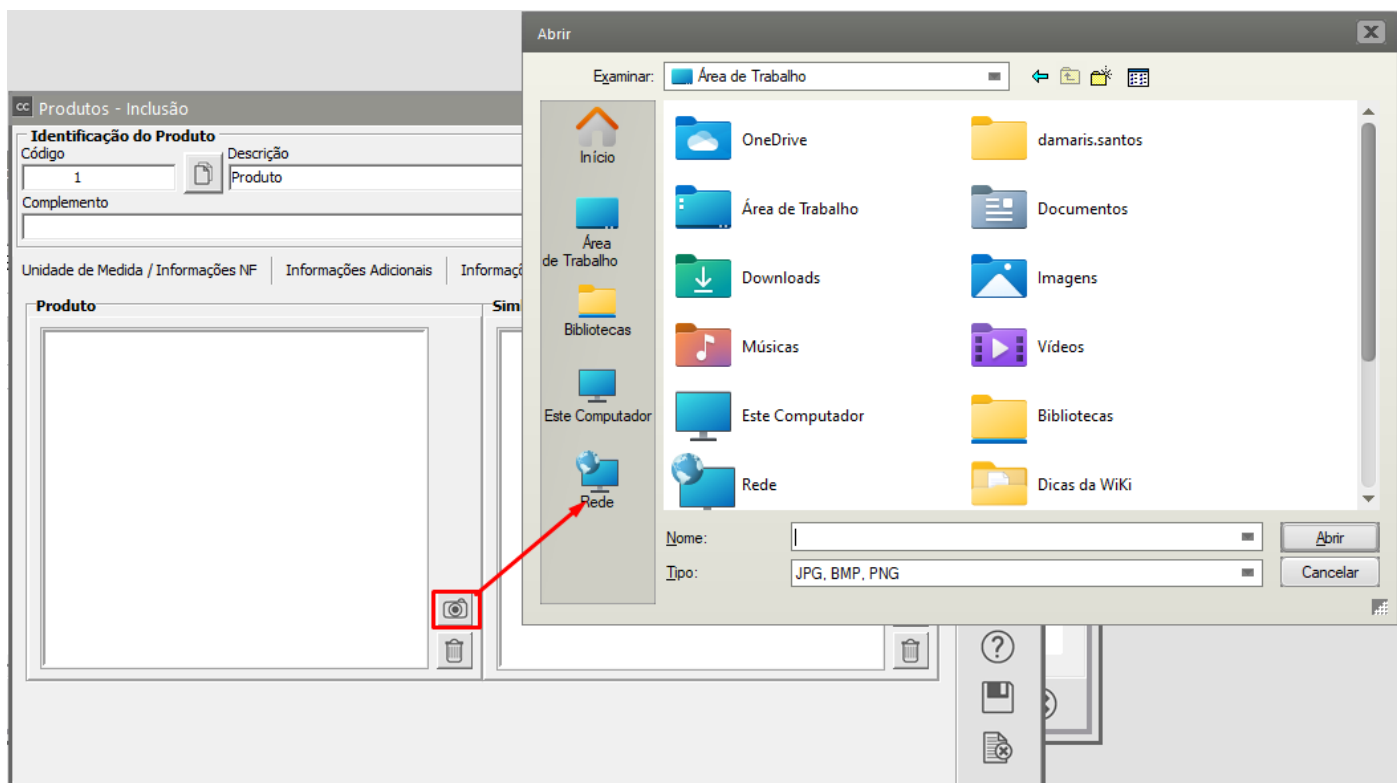 Abrir
Examinar: Área de Trabalho
CC Produtos - Inclusão
Identificação do Produto
Código Descrição
1 Produto
Complemento
Unidade de Medida / Informações NF Informações Adicionais
Produto
Início
Área
de Trabalho
Bibliotecas
Este Computador
Rede
OneDrive damaris.santos
Área de Trabalho Documentos
Downloads Imagens
Músicas Vídeos
Este Computador Bibliotecas
Rede Dicas da WiKi
Nome: Abrir
Tipo: JPG, BMP, PNG Cancelar
?